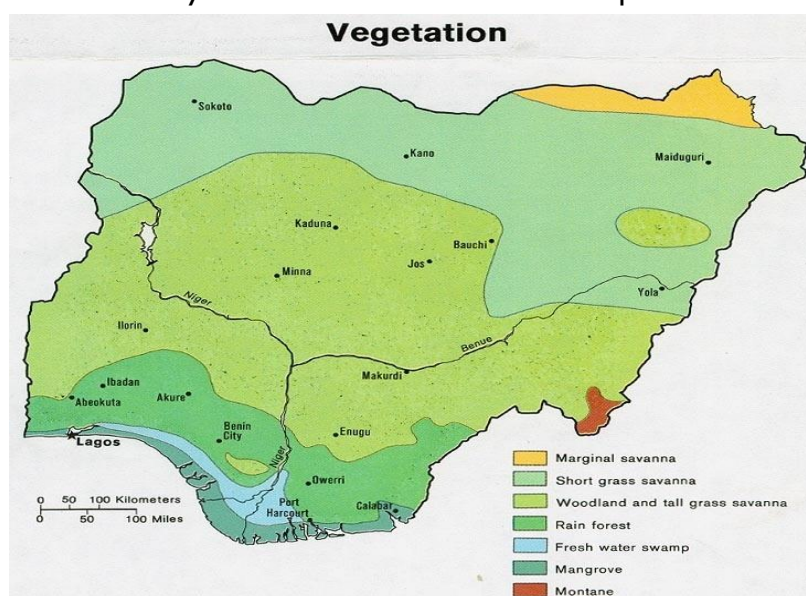 Vegetation
Sokoto
Kano
Maiduguri
Kaduna
Bauchi
Jos
Minna
Yola
Niger
Ilorin
Benue
Makurdi
Ibadan
Abeokuta
Akure
Benin
City
Enugu
Lagos
Niger
Owerri
Port
Harcourt
Calabar
0 50 100 Kilometers
0 50 100 Miles
Marginal savanna
Short grass savanna
Woodland and tall grass savanna
Rain forest
Fresh water swamp
Mangrove
Montane